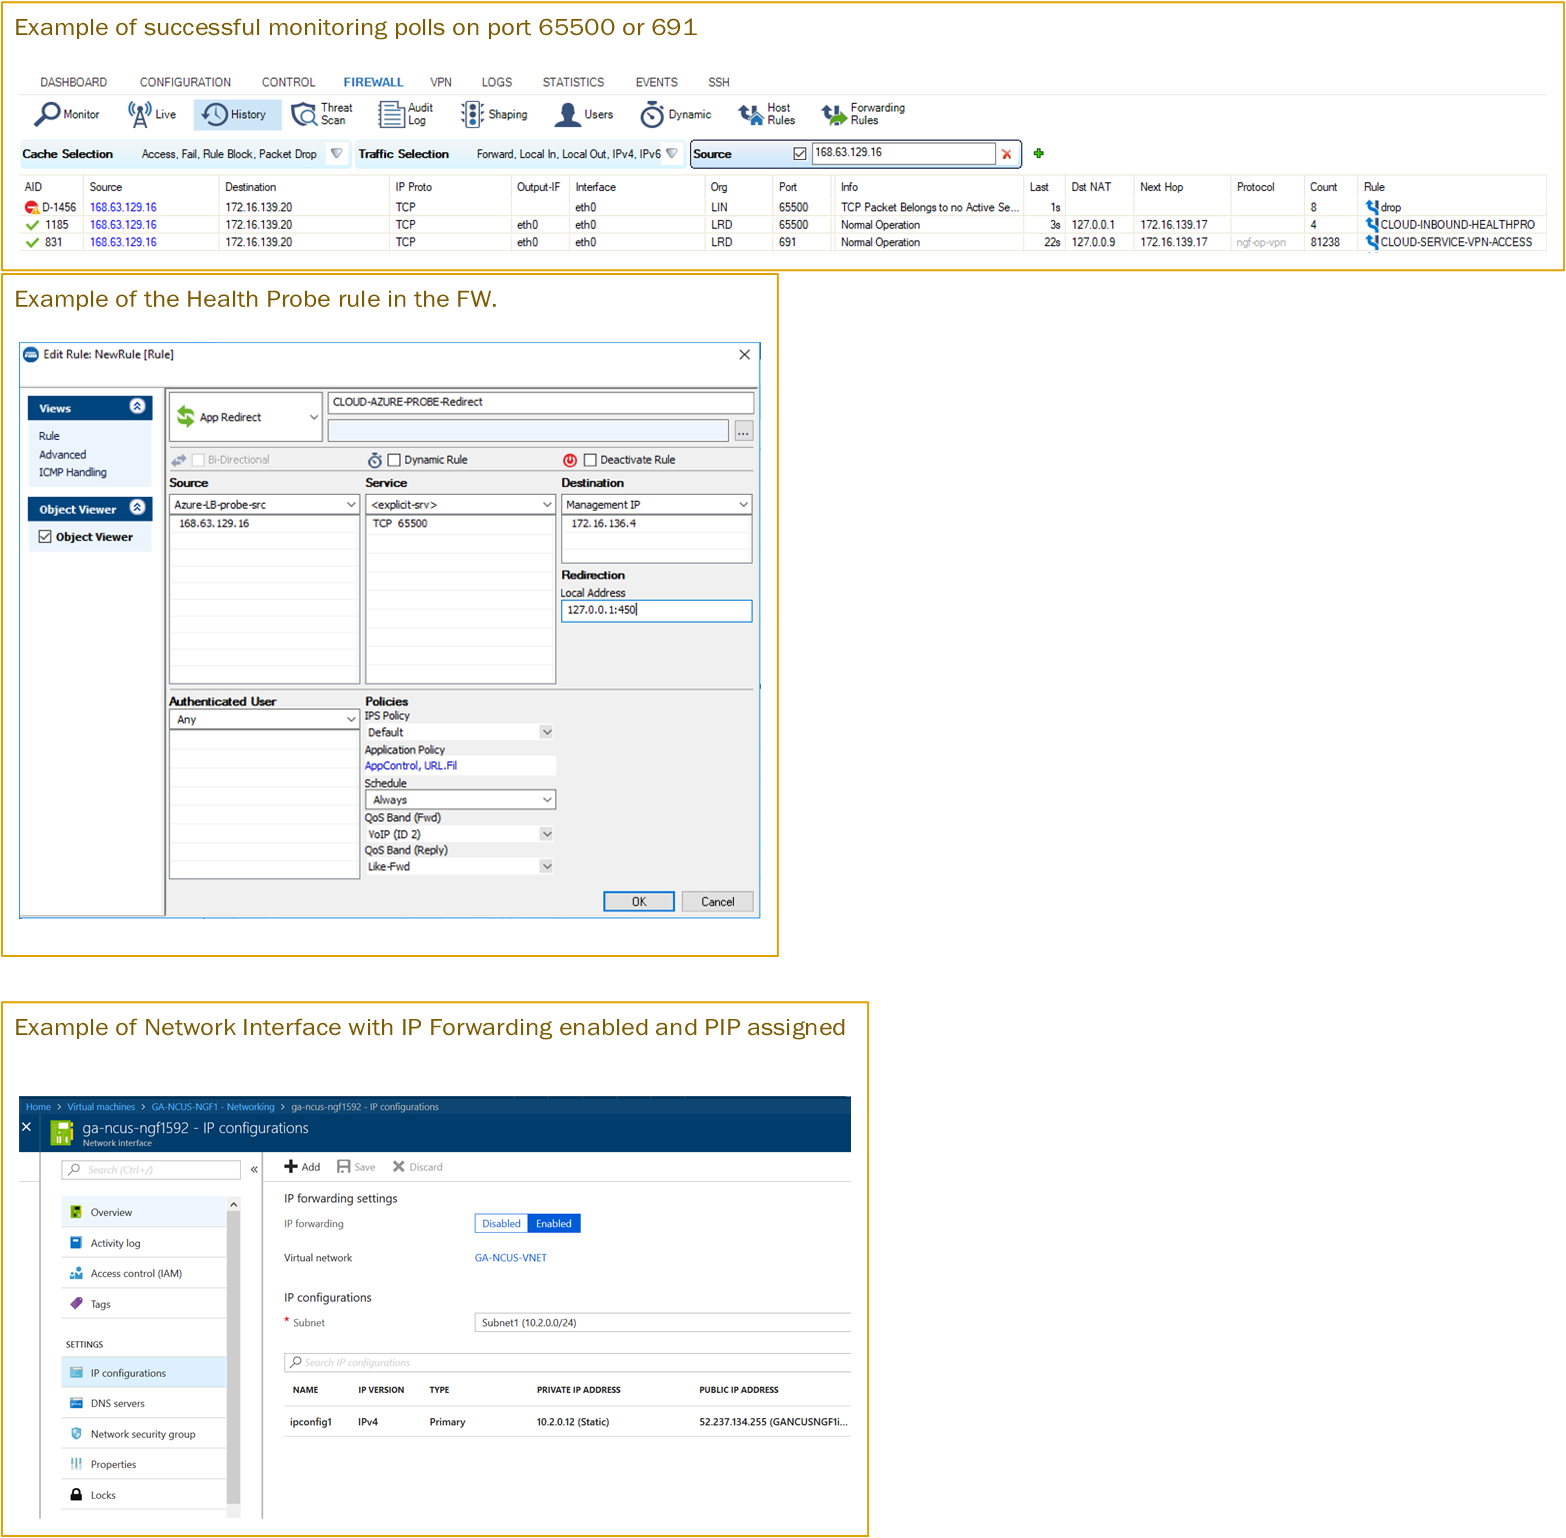 Example of successful monitoring polls on port 65500 or 691
DASHBOARD CONFIGURATION CONTROL FIREWALL VPN LOGS STATISTICS EVENTS SSH
Monitor Live History Threat Scan Audit Log Shaping Users Dynamic Host Rules Forwarding Rules
Cache Selection Access, Fail, Rule Block, Packet Drop Traffic Selection Forward, Local In, Local Out, IPv4, IPv6 Source 168.63.129.16
AID Source Destination IP Proto Output-IF Interface Org Port Info Last Dst NAT Next Hop Protocol Count Rule
D-1456 168.63.129.16 172.16.139.20 TCP eth0 LIN 65500 TCP Packet Belongs to no Active Se... 1s 8 drop
1185 168.63.129.16 172.16.139.20 TCP eth0 eth0 LRD 65500 Normal Operation 3s 127.0.0.1 172.16.139.17 4 CLOUD-INBOUND-HEALTHPRO
831 168.63.129.16 172.16.139.20 TCP eth0 eth0 LRD 691 Normal Operation 22s 127.0.0.9 172.16.139.17 ngf-op-vpn 81238 CLOUD-SERVICE-VPN-ACCESS
Example of the Health Probe rule in the FW.
Edit Rule: NewRule [Rule]
Views
Rule
Advanced
ICMP Handling
Object Viewer
Object Viewer
App Redirect
CLOUD-AZURE-PROBE-Redirect
...
Bi-Directional Dynamic Rule Deactivate Rule
Source Service Destination
Azure-LB-probe-src <explicit-srv> Management IP
168.63.129.16 TCP 65500 172.16.136.4
Redirection
Local Address
127.0.0.1:450
Authenticated User Policies
Any IPS Policy
Default
Application Policy
AppControl, URL.Fil
Schedule
Always
QoS Band (Fwd)
VoIP (ID 2)
QoS Band (Reply)
Like-Fwd
OK Cancel
Example of Network Interface with IP Forwarding enabled and PIP assigned
Home > Virtual machines > GA-NCUS-NGF1 - Networking > ga-ncus-ngf1592 - IP configurations
ga-ncus-ngf1592 - IP configurations
Network interface
Search (Ctrl+/)
Overview
Activity log
Access control (IAM)
Tags
SETTINGS
IP configurations
DNS servers
Network security group
Properties
Locks
Add Save Discard
IP forwarding settings
IP forwarding Disabled Enabled
Virtual network GA-NCUS-VNET
IP configurations
* Subnet Subnet1 (10.2.0.0/24)
Search IP configurations
NAME IP VERSION TYPE PRIVATE IP ADDRESS PUBLIC IP ADDRESS
ipconfig1 IPv4 Primary 10.2.0.12 (Static) 52.237.134.255 (GANCUSNGF1i...